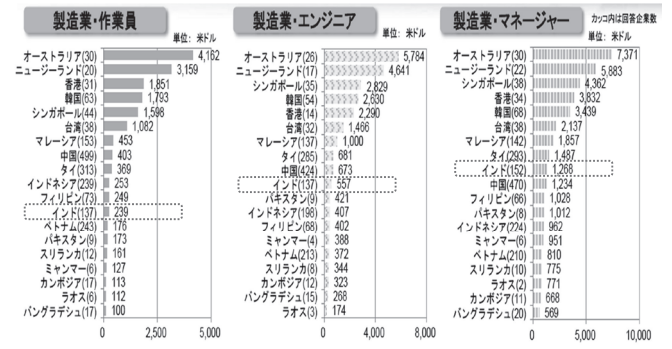 製造業・作業員
単位: 米ドル
オーストラリア(30) 4,162
ニュージーランド(20) 3,159
香港(31) 1,851
韓国(63) 1,793
シンガポール(44) 1,598
台湾(38) 1,082
マレーシア(153) 453
中国(499) 403
タイ(313) 369
インドネシア(239) 253
フィリピン(73) 249
インド(137) 239
ベトナム(243) 176
パキスタン(9) 173
スリランカ(12) 161
ミャンマー(6) 127
カンボジア(17) 113
ラオス(6) 112
バングラデシュ(17) 100
0 2,500 5,000
製造業・エンジニア
単位: 米ドル
オーストラリア(26) 5,784
ニュージーランド(17) 4,641
シンガポール(35) 2,829
韓国(54) 2,630
香港(14) 2,290
台湾(32) 1,466
マレーシア(137) 1,000
タイ(285) 681
中国(424) 673
インド(137) 557
パキスタン(9) 421
インドネシア(198) 407
フィリピン(68) 402
ミャンマー(4) 388
ベトナム(213) 372
スリランカ(8) 344
カンボジア(12) 323
バングラデシュ(15) 268
ラオス(3) 174
0 4,000 8,000
製造業・マネージャー
カッコ内は回答企業数
単位: 米ドル
オーストラリア(30) 7,371
ニュージーランド(22) 5,883
シンガポール(38) 4,362
香港(34) 3,832
韓国(68) 3,439
台湾(38) 2,137
マレーシア(142) 1,857
タイ(293) 1,487
インド(152) 1,268
中国(470) 1,234
フィリピン(66) 1,028
パキスタン(8) 1,012
インドネシア(224) 962
ミャンマー(6) 951
ベトナム(210) 810
スリランカ(10) 775
ラオス(2) 771
カンボジア(11) 668
バングラデシュ(20) 569
0 5,000 10,000